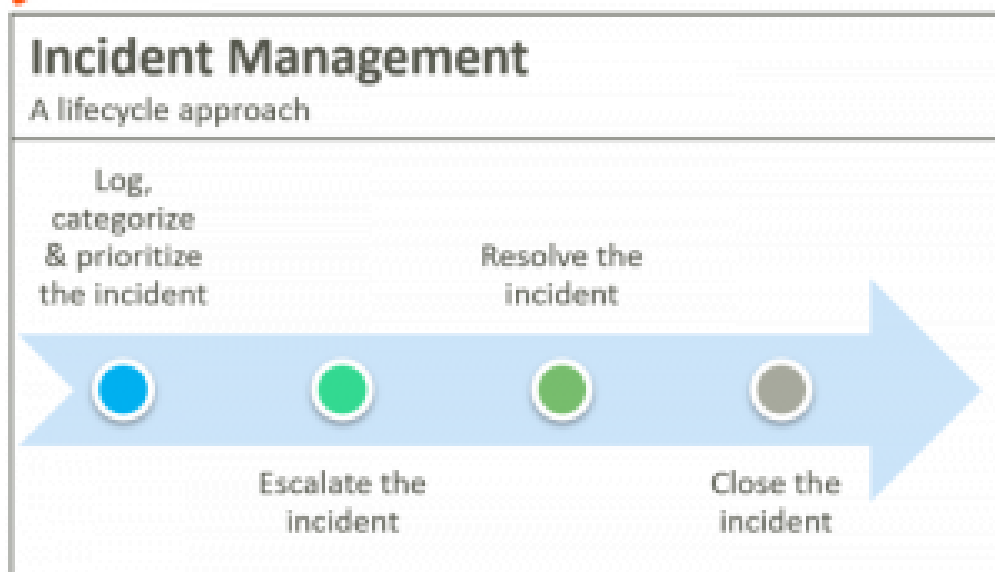 Incident Management
A lifecycle approach
Log,
categorize
& prioritize
the incident
Escalate the
incident
Resolve the
incident
Close the
incident